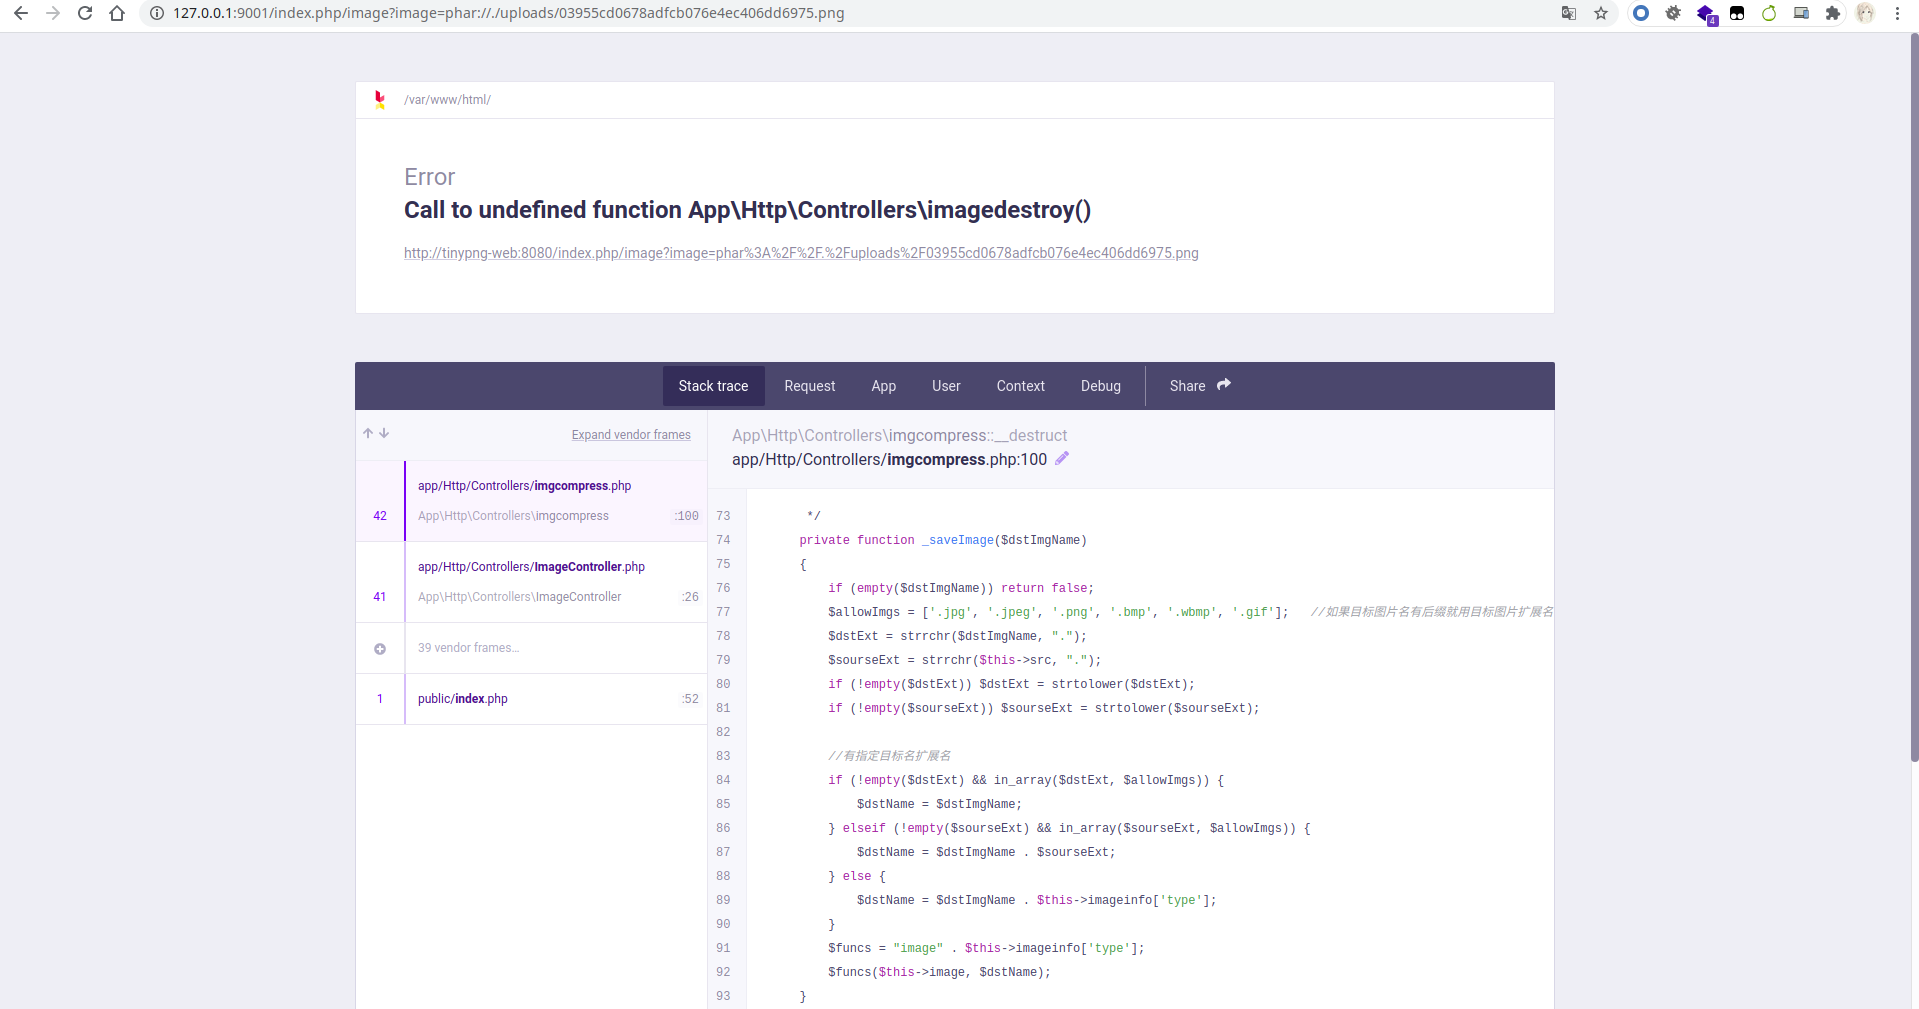 127.0.0.1:9001/index.php/image?image=phar://./uploads/03955cd0678adfcb076e4ec406dd6975.png
4
/var/www/html/
Error
Call to undefined function App\Http\Controllers\imagedestroy()
http://tinypng-web:8080/index.php/image?image=phar%3A%2F%2F.%2Fuploads%2F03955cd0678adfcb076e4ec406dd6975.png
Stack trace
Request
App
User
Context
Debug
Share
Expand vendor frames
app/Http/Controllers/imgcompress.php
42 App\Http\Controllers\imgcompress :100
app/Http/Controllers/ImageController.php
41 App\Http\Controllers\ImageController :26
39 vendor frames…
1 public/index.php :52
App\Http\Controllers\imgcompress::__destruct
app/Http/Controllers/imgcompress.php:100
73 */
74 private function _saveImage($dstImgName)
75 {
76 if (empty($dstImgName)) return false;
77 $allowImgs = ['.jpg', '.jpeg', '.png', '.bmp', '.wbmp', '.gif']; //如果目标图片名有后缀就用目标图片扩展名
78 $dstExt = strrchr($dstImgName, ".");
79 $sourseExt = strrchr($this->src, ".");
80 if (!empty($dstExt)) $dstExt = strtolower($dstExt);
81 if (!empty($sourseExt)) $sourseExt = strtolower($sourseExt);
82
83 //有指定目标名扩展名
84 if (!empty($dstExt) && in_array($dstExt, $allowImgs)) {
85 $dstName = $dstImgName;
86 } elseif (!empty($sourseExt) && in_array($sourseExt, $allowImgs)) {
87 $dstName = $dstImgName . $sourseExt;
88 } else {
89 $dstName = $dstImgName . $this->imageinfo['type'];
90 }
91 $funcs = "image" . $this->imageinfo['type'];
92 $funcs($this->image, $dstName);
93 }